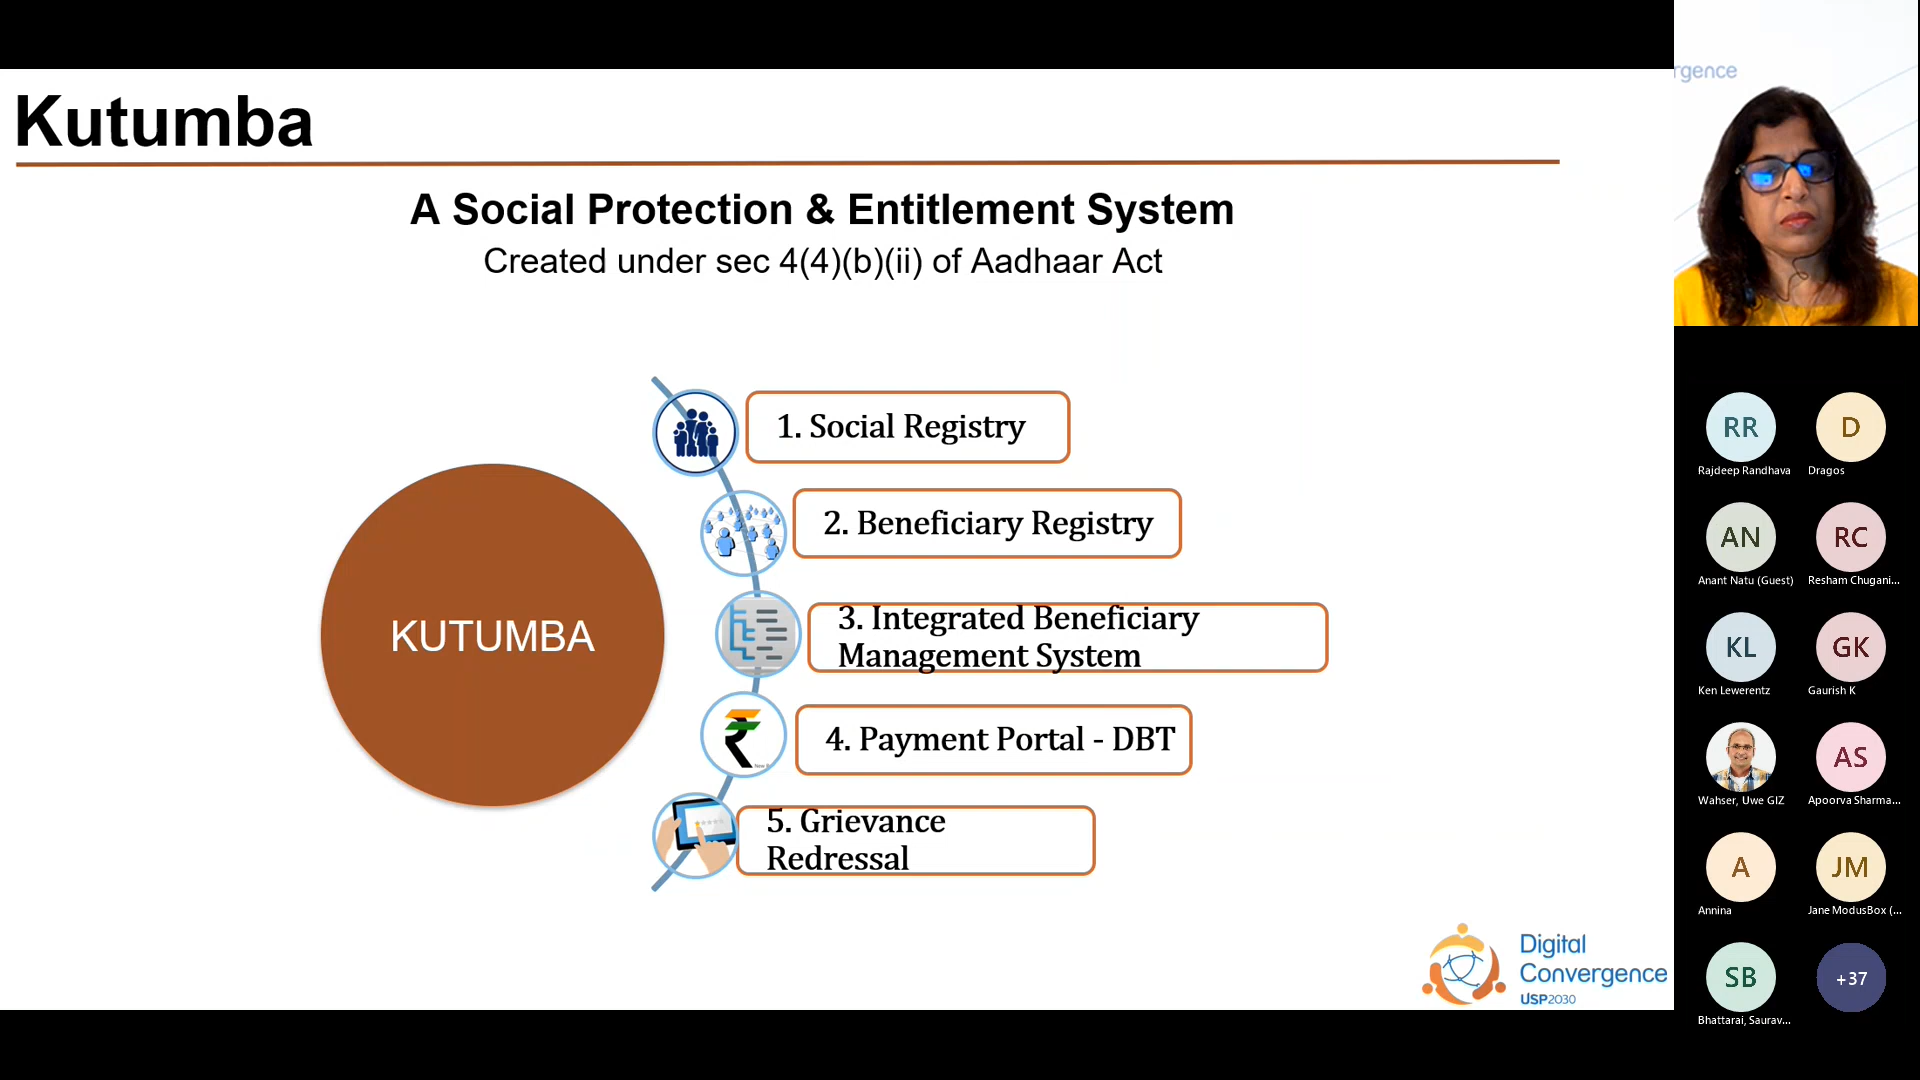 Kutumba
A Social Protection & Entitlement System
Created under sec 4(4)(b)(ii) of Aadhaar Act
KUTUMBA
1. Social Registry
2. Beneficiary Registry
3. Integrated Beneficiary
Management System
4. Payment Portal - DBT
5. Grievance
Redressal
Digital
Convergence
USP2030
rgence
RR
Rajdeep Randhava
D
Dragos
AN
Anant Natu (Guest)
RC
Resham Chugani...
KL
Ken Lewerentz
GK
Gaurish K
Wahser, Uwe GIZ
AS
Apoorva Sharma...
A
Annina
JM
Jane ModusBox (...
SB
Bhattarai, Saurav...
+37